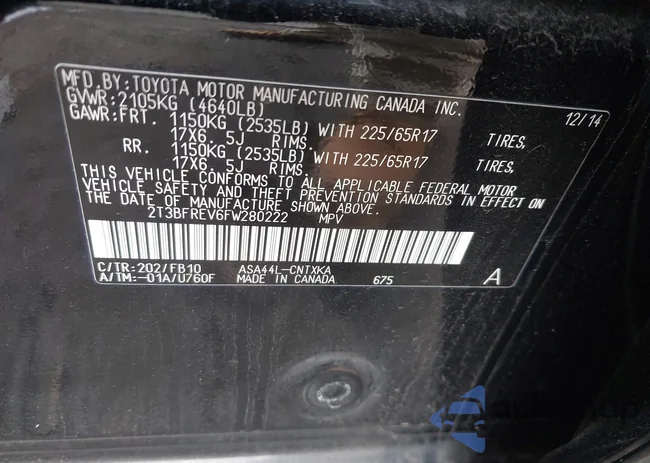 MFD.BY:TOYOTA MOTOR MANUFACTURING CANADA INC.
GVWR:2105KG (4640LB) 12/14
GAWR:FRT. 1150KG (2535LB) WITH 225/65R17 TIRES,
17X6.5J RIMS.
RR. 1150KG (2535LB) WITH 225/65R17 TIRES,
17X6.5J RIMS.
THIS VEHICLE CONFORMS TO ALL APPLICABLE FEDERAL MOTOR
VEHICLE SAFETY AND THEFT PREVENTION STANDARDS IN EFFECT ON
THE DATE OF MANUFACTURE SHOWN ABOVE.
2T3BFREV6FW280222 MPV
C/TR:202/FB10 ASA44L-CNTXKA
A/TM:-01A/U760F MADE IN CANADA 675 A
autoimap